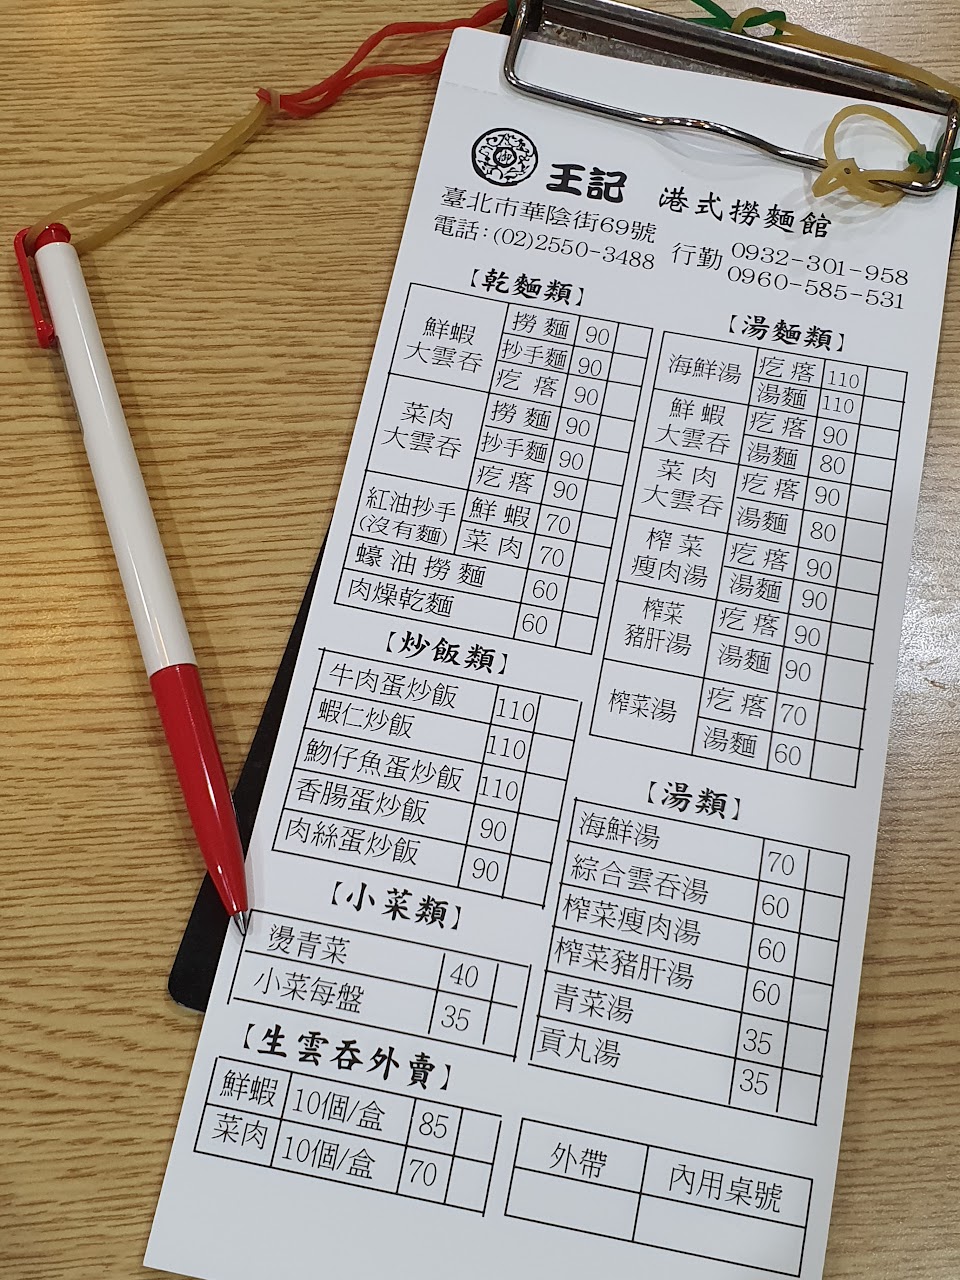 御
王記 港式撈麵館
臺北市華陰街69號
電話:(02)2550-3488
行勤 0932-301-958
0960-585-531
【乾麵類】
鮮蝦大雲吞 撈麵 90
抄手麵 90
疙瘩 90
菜肉大雲吞 撈麵 90
抄手麵 90
疙瘩 90
紅油抄手(沒有麵) 鮮蝦 70
菜肉 70
蠔油撈麵 60
肉燥乾麵 60
【炒飯類】
牛肉蛋炒飯 110
蝦仁炒飯 110
魩仔魚蛋炒飯 110
香腸蛋炒飯 90
肉絲蛋炒飯 90
【小菜類】
燙青菜 40
小菜每盤 35
【生雲吞外賣】
鮮蝦 10個/盒 85
菜肉 10個/盒 70
【湯麵類】
海鮮湯 疙瘩 110
湯麵 110
鮮蝦大雲吞 疙瘩 90
湯麵 80
菜肉大雲吞 疙瘩 90
湯麵 80
榨菜瘦肉湯 疙瘩 90
湯麵 90
榨菜豬肝湯 疙瘩 90
湯麵 90
榨菜湯 疙瘩 70
湯麵 60
【湯類】
海鮮湯 70
綜合雲吞湯 60
榨菜瘦肉湯 60
榨菜豬肝湯 60
青菜湯 35
貢丸湯 35
外帶 內用桌號